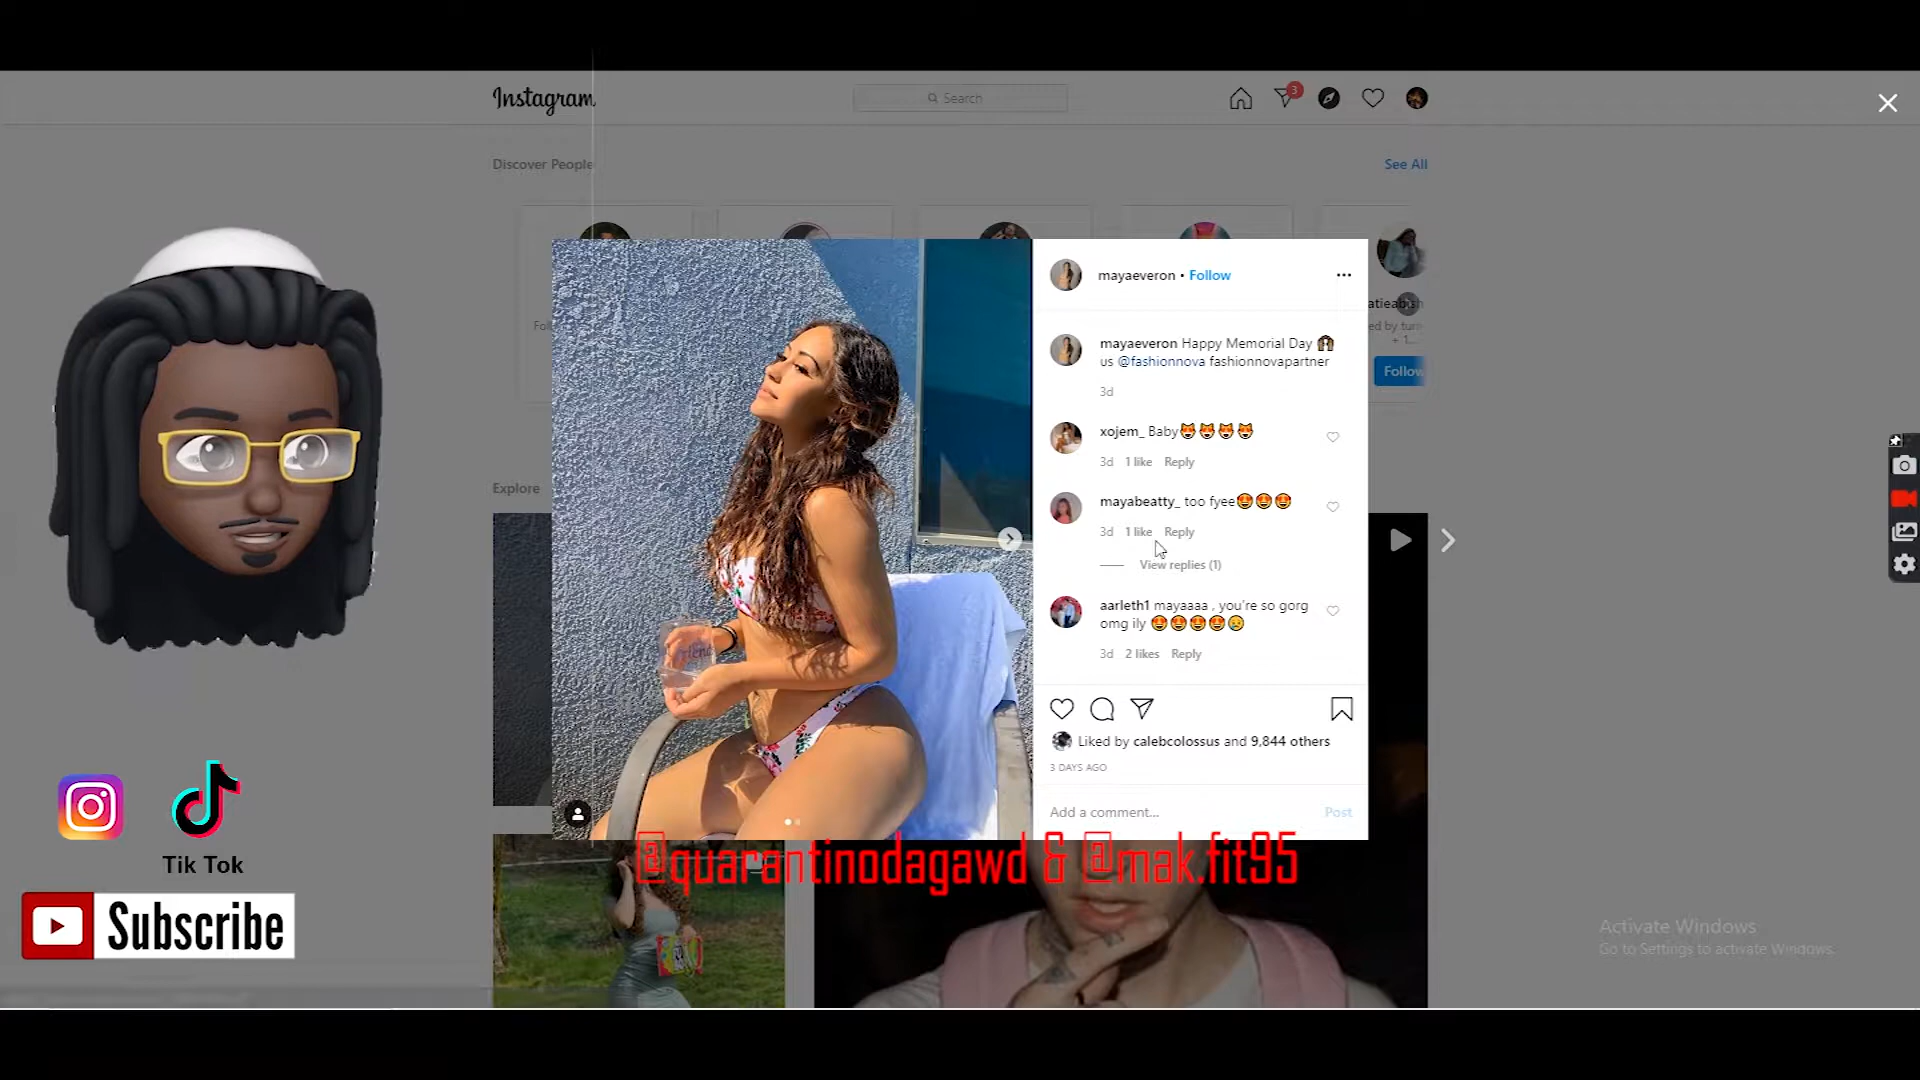 Instagram
Search
3
Discover People
See All
mayaeveron • Follow
mayaeveron Happy Memorial Day
us @fashionnova fashionnovapartner
3d
xojem_ Baby😻😻😻😻
3d 1 like Reply
mayabeatty_ too fyee😍😍😍
3d 1 like Reply
View replies (1)
aarleth1 mayaaaa , you're so gorg
omg ily 😍😍😍😍😢
3d 2 likes Reply
Liked by calebcolossus and 9,844 others
3 DAYS AGO
Add a comment... Post
Follow
Explore
@quarantinodagawd & @mak.fit95
Tik Tok
Subscribe
Activate Windows
Go to Settings to activate Windows.